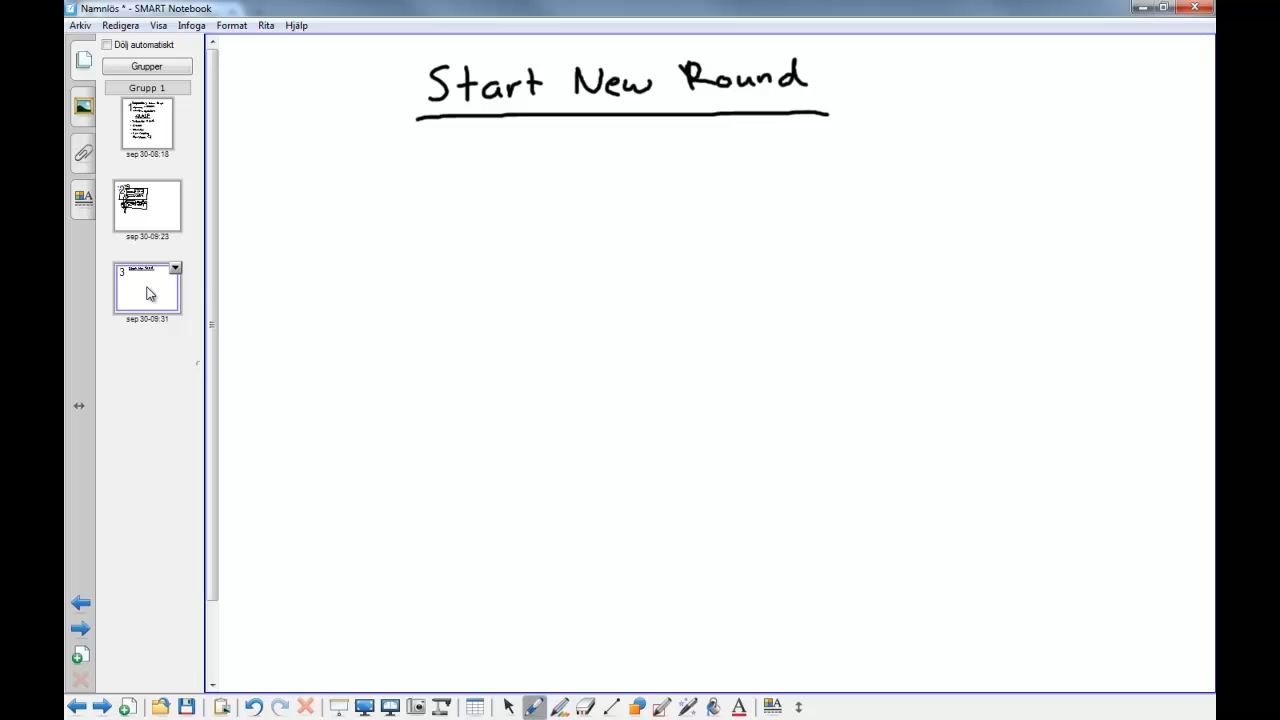 Namnlös * - SMART Notebook
Arkiv Redigera Visa Infoga Format Rita Hjälp
Dölj automatiskt
Grupper
Grupp 1
sep 30-08:18
sep 30-09:23
3
sep 30-09:31
Start New Round